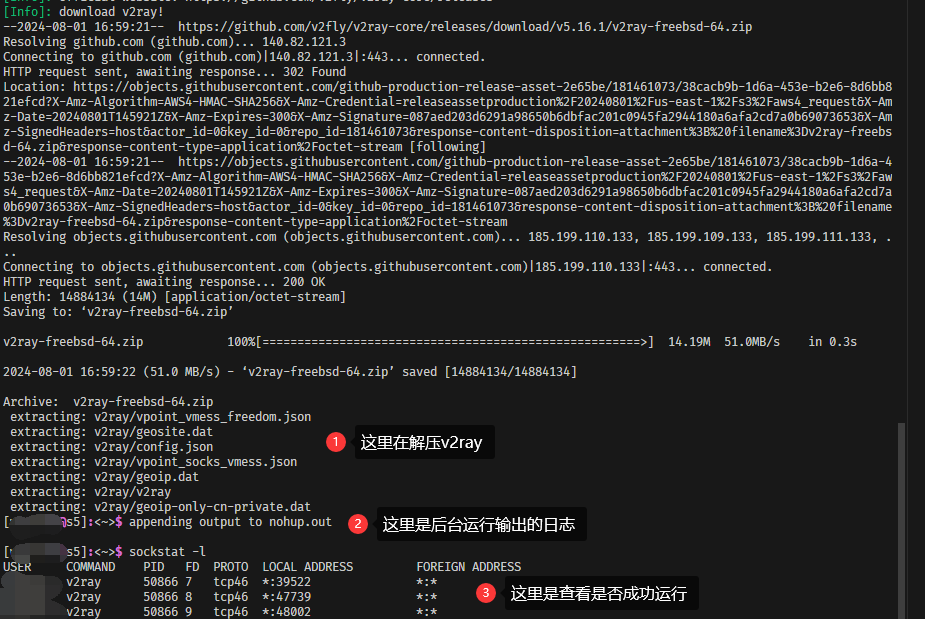 [Info]: download v2ray!
--2024-08-01 16:59:21-- https://github.com/v2fly/v2ray-core/releases/download/v5.16.1/v2ray-freebsd-64.zip
Resolving github.com (github.com)... 140.82.121.3
Connecting to github.com (github.com)|140.82.121.3|:443... connected.
HTTP request sent, awaiting response... 302 Found
Location: https://objects.githubusercontent.com/github-production-release-asset-2e65be/181461073/38cacb9b-1d6a-453c-b2e6-8d6bb8
21efcd?X-Amz-Algorithm=AWS4-HMAC-SHA256&X-Amz-Credential=releaseassetproduction%2F20240801%2Fus-east-1%2Fs3%2Faws4_request&X-Am
z-Date=20240801T145921Z&X-Amz-Expires=300&X-Amz-Signature=087aed203d6291a98650b6dbfac201c0945fa2944180a6afa2cd7a0b69073653&X-Am
z-SignedHeaders=host&actor_id=0&key_id=0&repo_id=181461073&response-content-disposition=attachment%3B%20filename%3Dv2ray-freebs
d-64.zip&response-content-type=application%2Foctet-stream [following]
--2024-08-01 16:59:21-- https://objects.githubusercontent.com/github-production-release-asset-2e65be/181461073/38cacb9b-1d6a-4
53e-b2e6-8d6bb821efcd?X-Amz-Algorithm=AWS4-HMAC-SHA256&X-Amz-Credential=releaseassetproduction%2F20240801%2Fus-east-1%2Fs3%2Faw
s4_request&X-Amz-Date=20240801T145921Z&X-Amz-Expires=300&X-Amz-Signature=087aed203d6291a98650b6dbfac201c0945fa2944180a6afa2cd7a
0b69073653&X-Amz-SignedHeaders=host&actor_id=0&key_id=0&repo_id=181461073&response-content-disposition=attachment%3B%20filename
%3Dv2ray-freebsd-64.zip&response-content-type=application%2Foctet-stream
Resolving objects.githubusercontent.com (objects.githubusercontent.com)... 185.199.110.133, 185.199.109.133, 185.199.111.133, .
..
Connecting to objects.githubusercontent.com (objects.githubusercontent.com)|185.199.110.133|:443... connected.
HTTP request sent, awaiting response... 200 OK
Length: 14884134 (14M) [application/octet-stream]
Saving to: ‘v2ray-freebsd-64.zip’
v2ray-freebsd-64.zip 100%[======================================================>] 14.19M 51.0MB/s in 0.3s
2024-08-01 16:59:22 (51.0 MB/s) - ‘v2ray-freebsd-64.zip’ saved [14884134/14884134]
Archive: v2ray-freebsd-64.zip
extracting: v2ray/vpoint_vmess_freedom.json
extracting: v2ray/geosite.dat
extracting: v2ray/config.json
1 这里在解压v2ray
extracting: v2ray/vpoint_socks_vmess.json
extracting: v2ray/geoip.dat
extracting: v2ray/v2ray
extracting: v2ray/geoip-only-cn-private.dat
s5]:<~>$ appending output to nohup.out
2 这里是后台运行输出的日志
s5]:<~>$ sockstat -l
USER COMMAND PID FD PROTO LOCAL ADDRESS FOREIGN ADDRESS
v2ray 50866 7 tcp46 *:39522 *:*
v2ray 50866 8 tcp46 *:47739 *:*
3 这里是查看是否成功运行
v2ray 50866 9 tcp46 *:48002 *:*